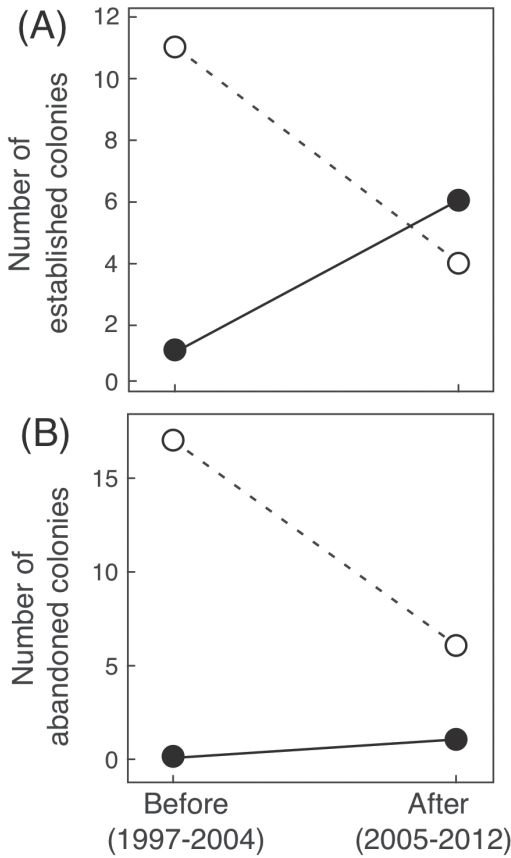 (A)
Number of
established colonies
12
10
8
6
4
2
0
(B)
Number of
abandoned colonies
15
10
5
0
Before
(1997-2004)
After
(2005-2012)